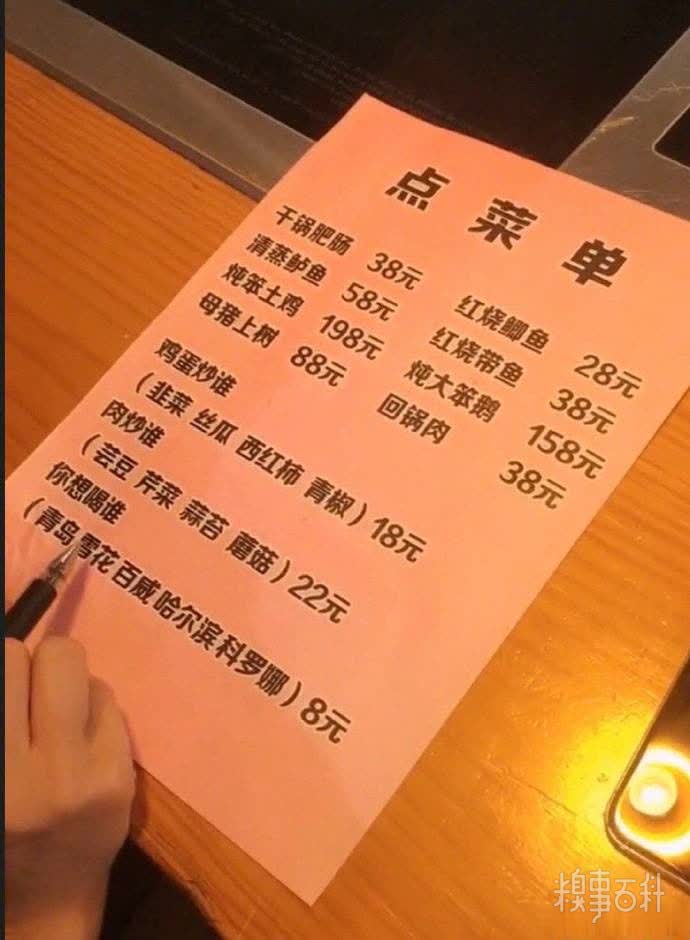 点菜单
干锅肥肠 38元 红烧鲫鱼 28元
清蒸鲈鱼 58元 红烧带鱼 38元
炖笨土鸡 198元 炖大笨鹅 158元
母猪上树 88元 回锅肉 38元
鸡蛋炒谁
(韭菜 丝瓜 西红柿 青椒)18元
肉炒谁
(芸豆 芹菜 蒜苔 蘑菇)22元
你想喝谁
(青岛 雪花 百威 哈尔滨 科罗娜)8元
糗事百科